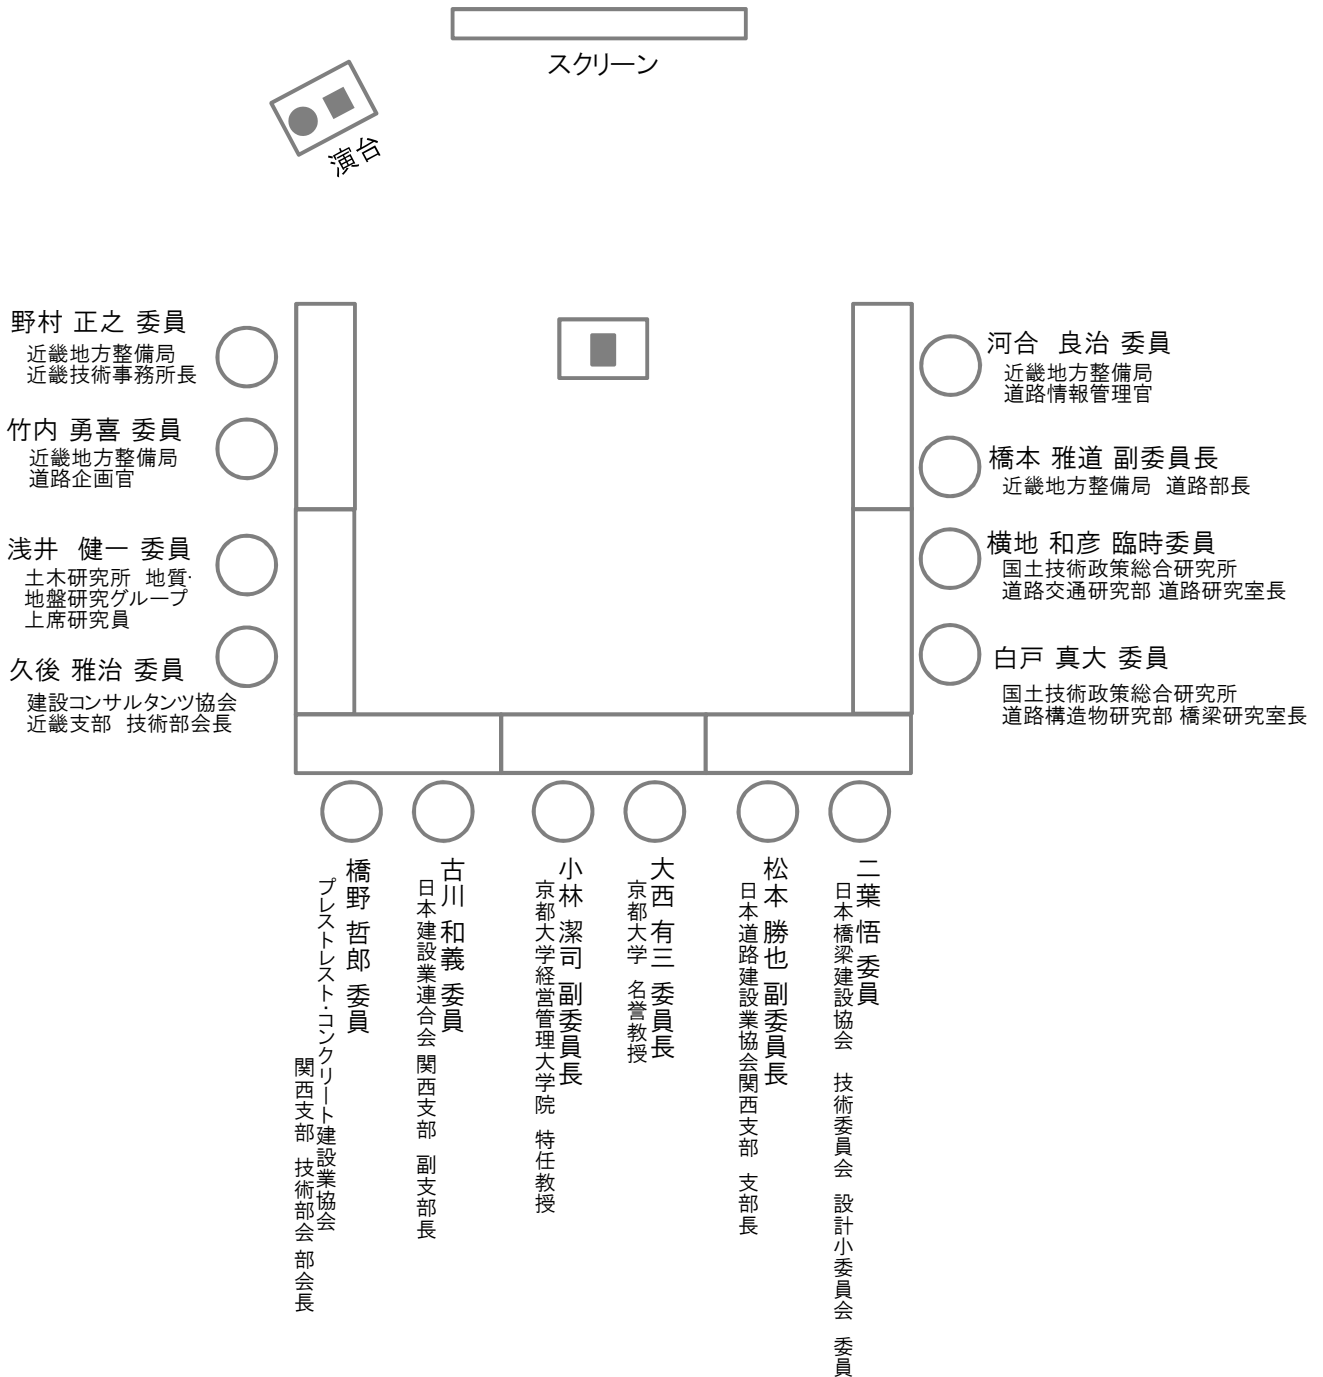 スクリーン
演台
野村 正之 委員
近畿地方整備局
近畿技術事務所長
竹内 勇喜 委員
近畿地方整備局
道路企画官
浅井 健一 委員
土木研究所 地質・
地盤研究グループ
上席研究員
久後 雅治 委員
建設コンサルタンツ協会
近畿支部 技術部会長
河合 良治 委員
近畿地方整備局
道路情報管理官
橋本 雅道 副委員長
近畿地方整備局 道路部長
横地 和彦 臨時委員
国土技術政策総合研究所
道路交通研究部 道路研究室長
白戸 真大 委員
国土技術政策総合研究所
道路構造物研究部 橋梁研究室長
橋野 哲郎 委員
プレストレスト・コンクリート建設業協会
関西支部 技術部会 部会長
古川 和義 委員
日本建設業連合会 関西支部 副支部長
小林 潔司 副委員長
京都大学経営管理大学院 特任教授
大西 有三 委員長
京都大学 名誉教授
松本 勝也 副委員長
日本道路建設業協会関西支部 支部長
二葉 悟 委員
日本橋梁建設協会 技術委員会 設計小委員会 委員